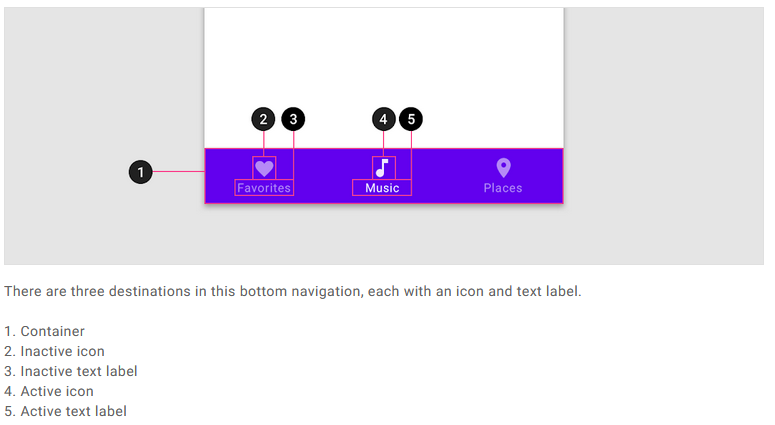 2 3 4 5
1
Favorites Music Places
There are three destinations in this bottom navigation, each with an icon and text label.
1. Container
2. Inactive icon
3. Inactive text label
4. Active icon
5. Active text label